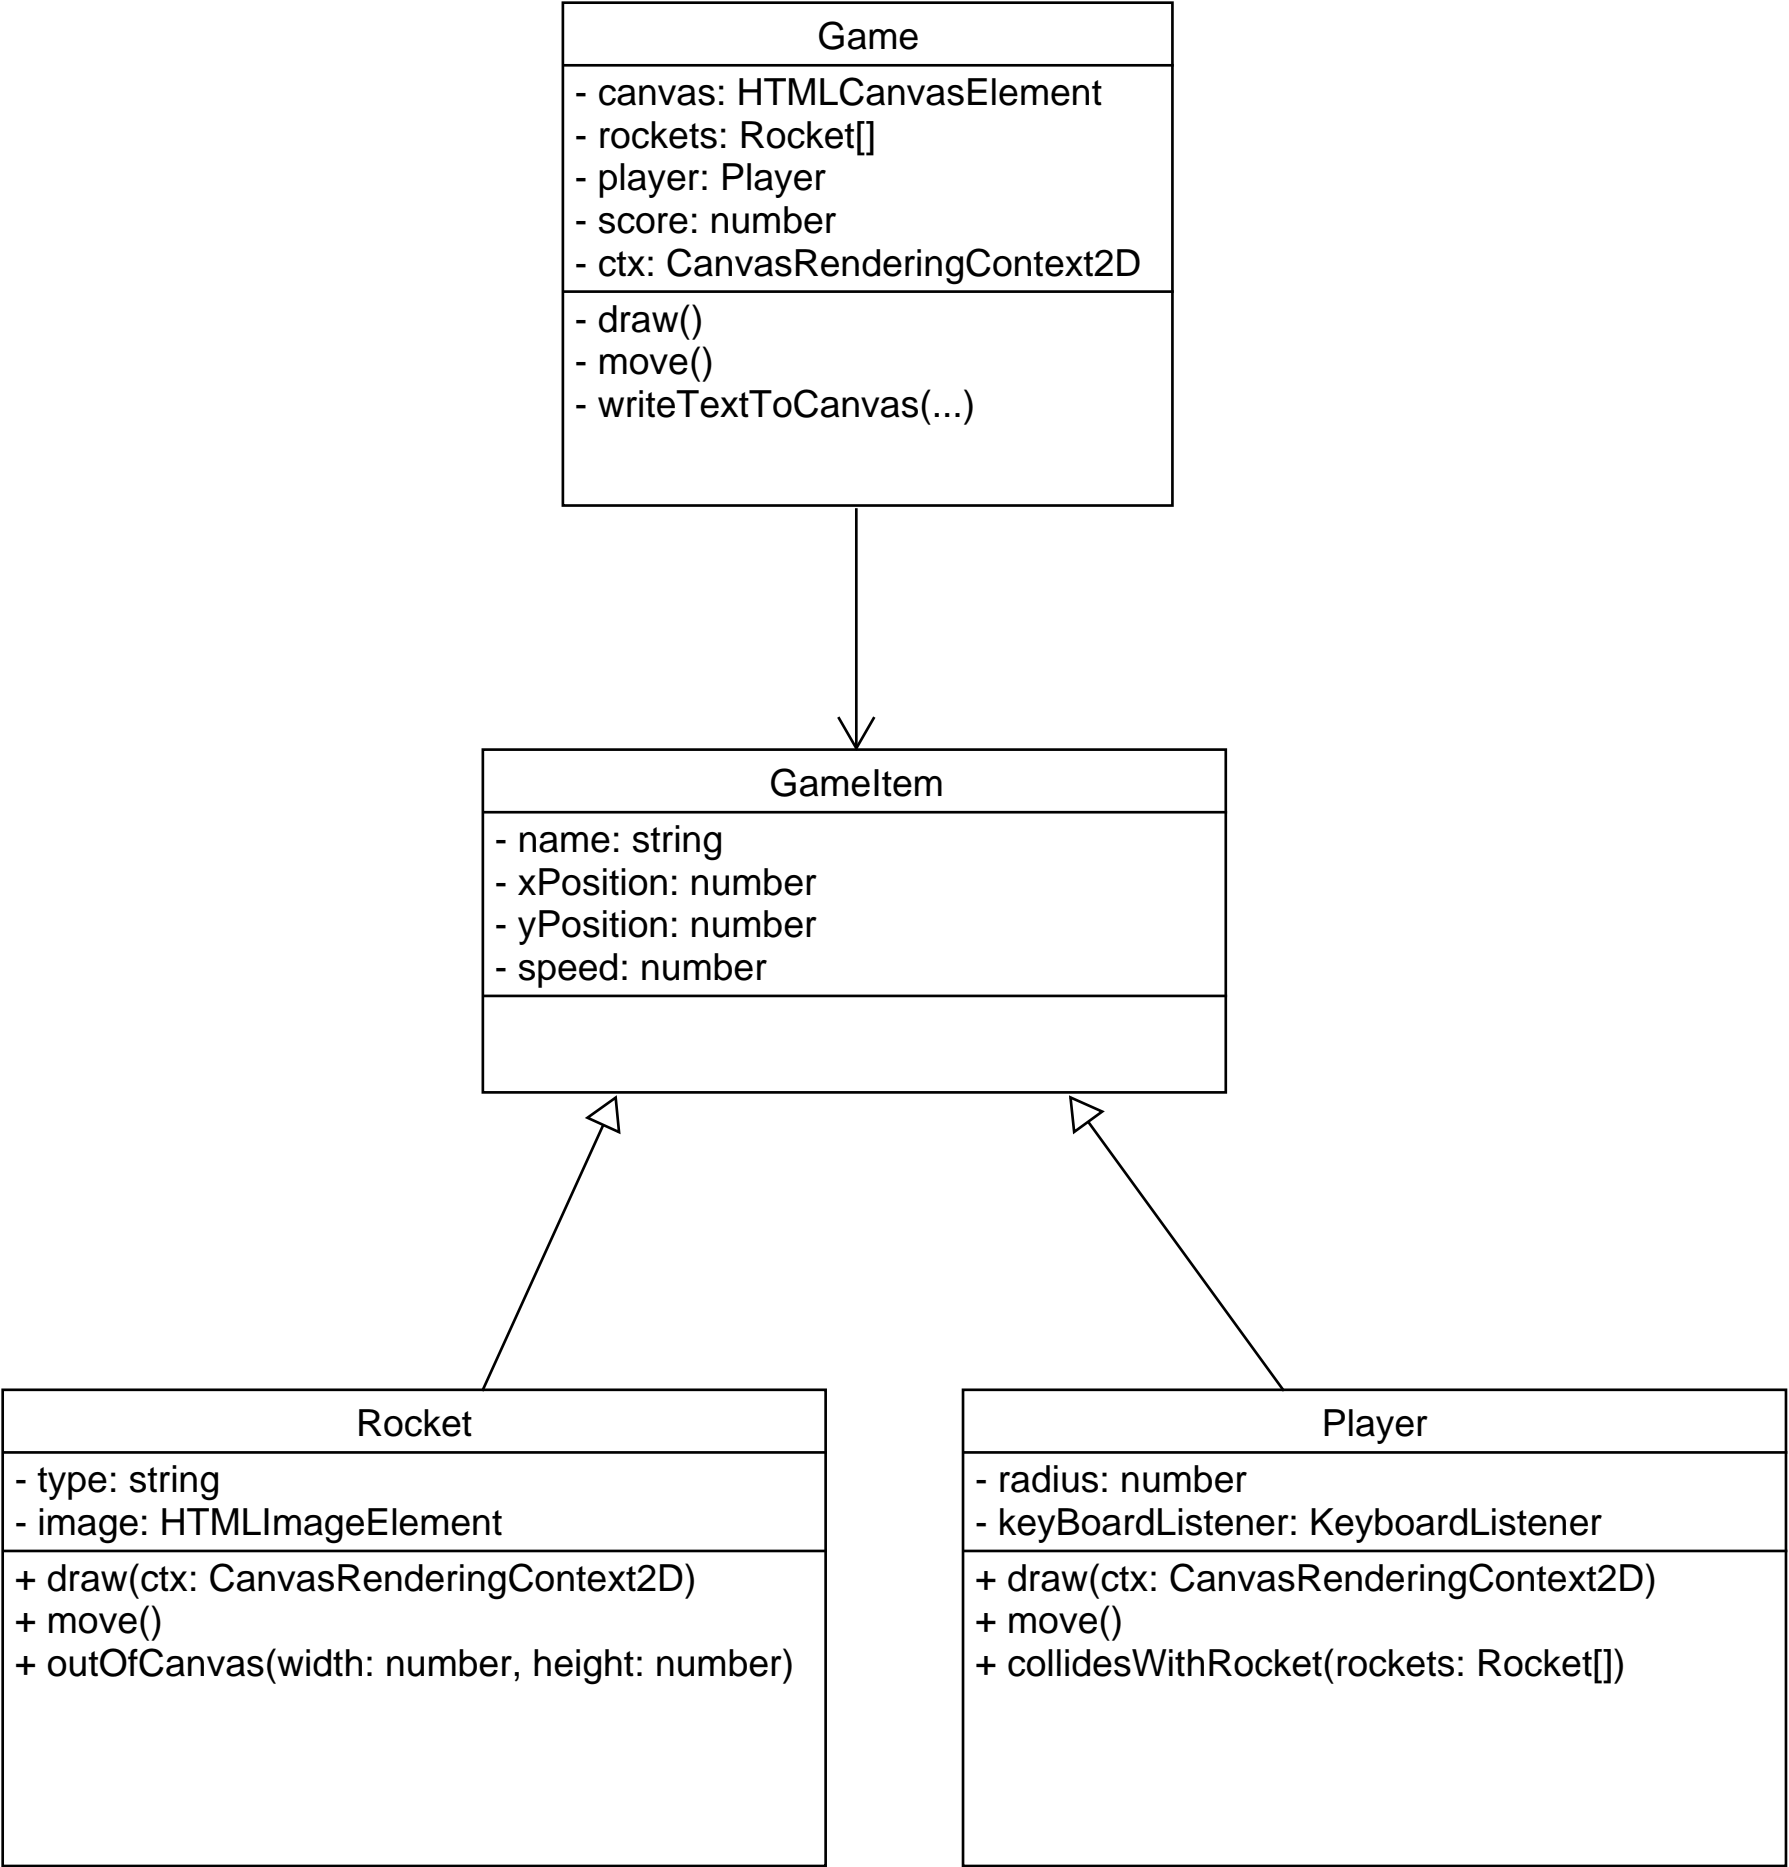 Game
- canvas: HTMLCanvasElement
- rockets: Rocket[]
- player: Player
- score: number
- ctx: CanvasRenderingContext2D
- draw()
- move()
- writeTextToCanvas(...)
GameItem
- name: string
- xPosition: number
- yPosition: number
- speed: number
Rocket
- type: string
- image: HTMLImageElement
+ draw(ctx: CanvasRenderingContext2D)
+ move()
+ outOfCanvas(width: number, height: number)
Player
- radius: number
- keyBoardListener: KeyboardListener
+ draw(ctx: CanvasRenderingContext2D)
+ move()
+ collidesWithRocket(rockets: Rocket[])